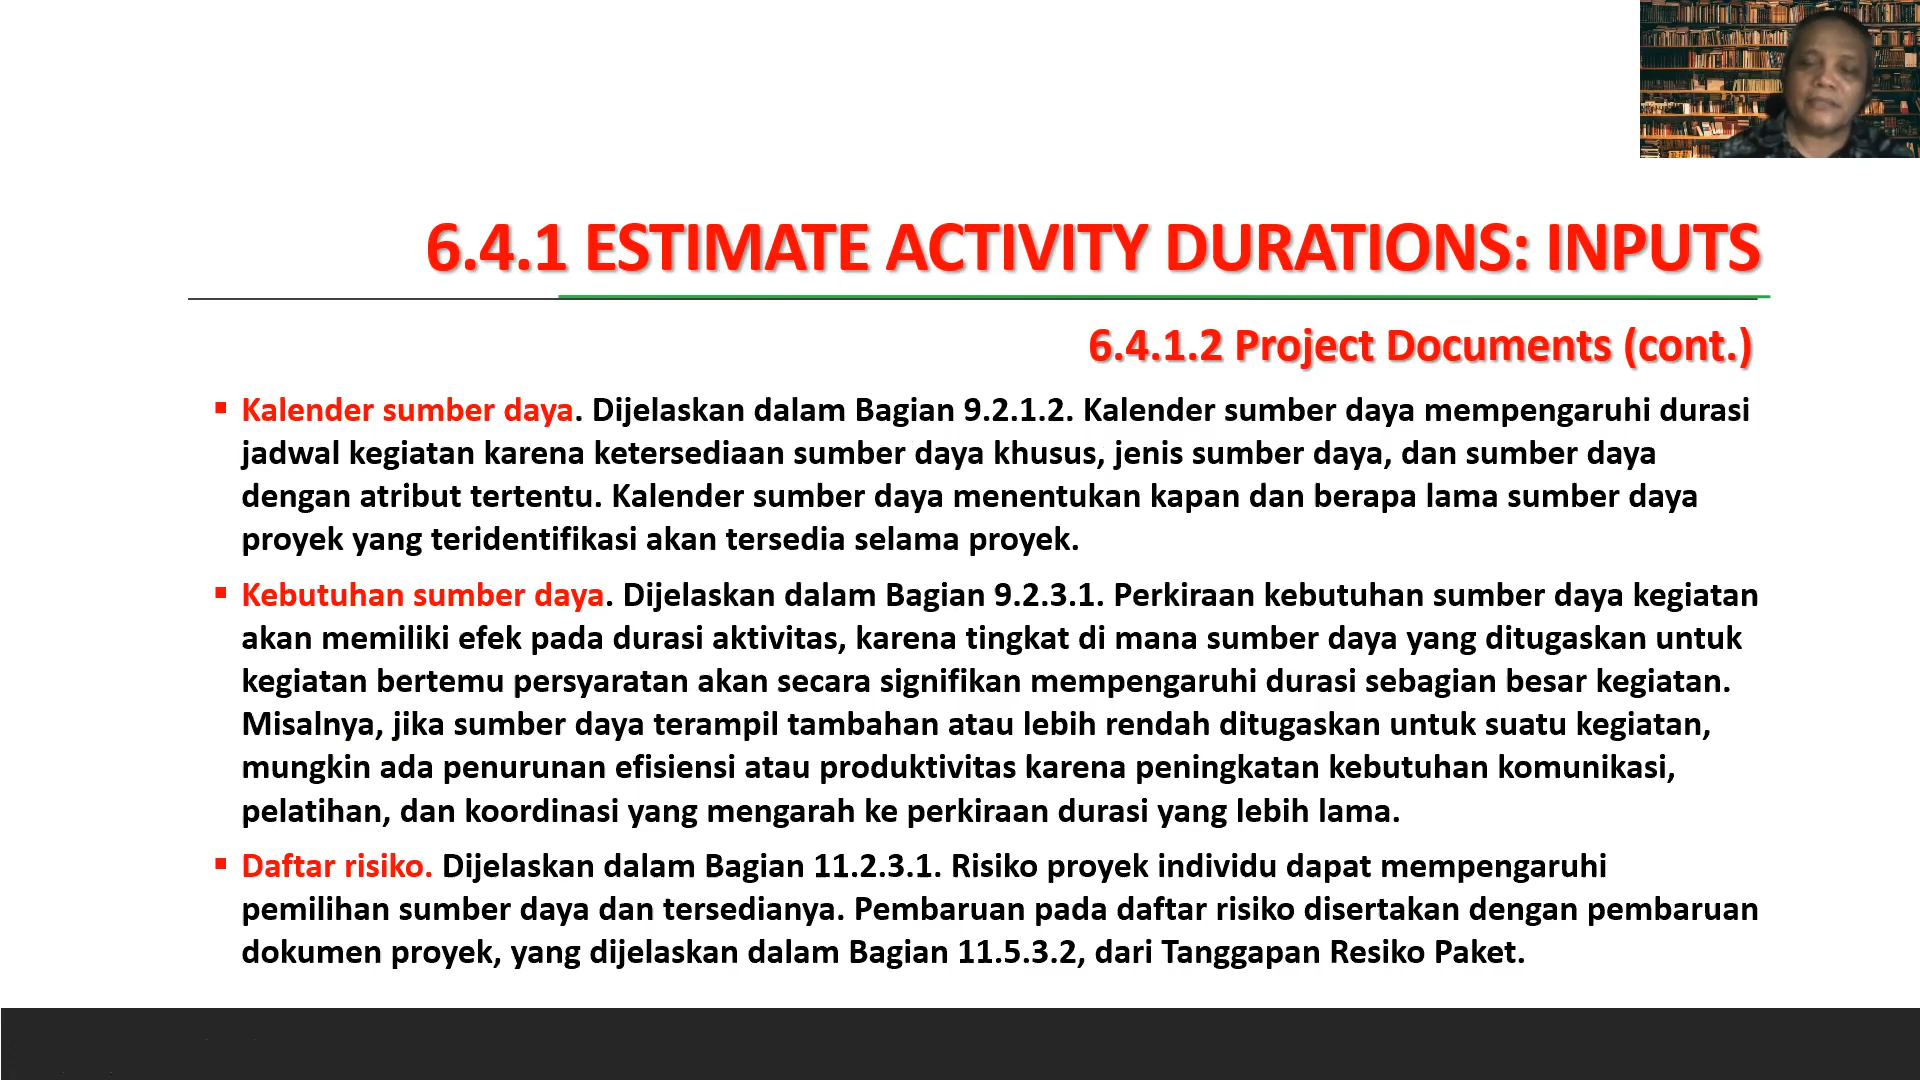 6.4.1 ESTIMATE ACTIVITY DURATIONS: INPUTS
6.4.1.2 Project Documents (cont.)
▪ Kalender sumber daya. Dijelaskan dalam Bagian 9.2.1.2. Kalender sumber daya mempengaruhi durasi
jadwal kegiatan karena ketersediaan sumber daya khusus, jenis sumber daya, dan sumber daya
dengan atribut tertentu. Kalender sumber daya menentukan kapan dan berapa lama sumber daya
proyek yang teridentifikasi akan tersedia selama proyek.
▪ Kebutuhan sumber daya. Dijelaskan dalam Bagian 9.2.3.1. Perkiraan kebutuhan sumber daya kegiatan
akan memiliki efek pada durasi aktivitas, karena tingkat di mana sumber daya yang ditugaskan untuk
kegiatan bertemu persyaratan akan secara signifikan mempengaruhi durasi sebagian besar kegiatan.
Misalnya, jika sumber daya terampil tambahan atau lebih rendah ditugaskan untuk suatu kegiatan,
mungkin ada penurunan efisiensi atau produktivitas karena peningkatan kebutuhan komunikasi,
pelatihan, dan koordinasi yang mengarah ke perkiraan durasi yang lebih lama.
▪ Daftar risiko. Dijelaskan dalam Bagian 11.2.3.1. Risiko proyek individu dapat mempengaruhi
pemilihan sumber daya dan tersedianya. Pembaruan pada daftar risiko disertakan dengan pembaruan
dokumen proyek, yang dijelaskan dalam Bagian 11.5.3.2, dari Tanggapan Resiko Paket.